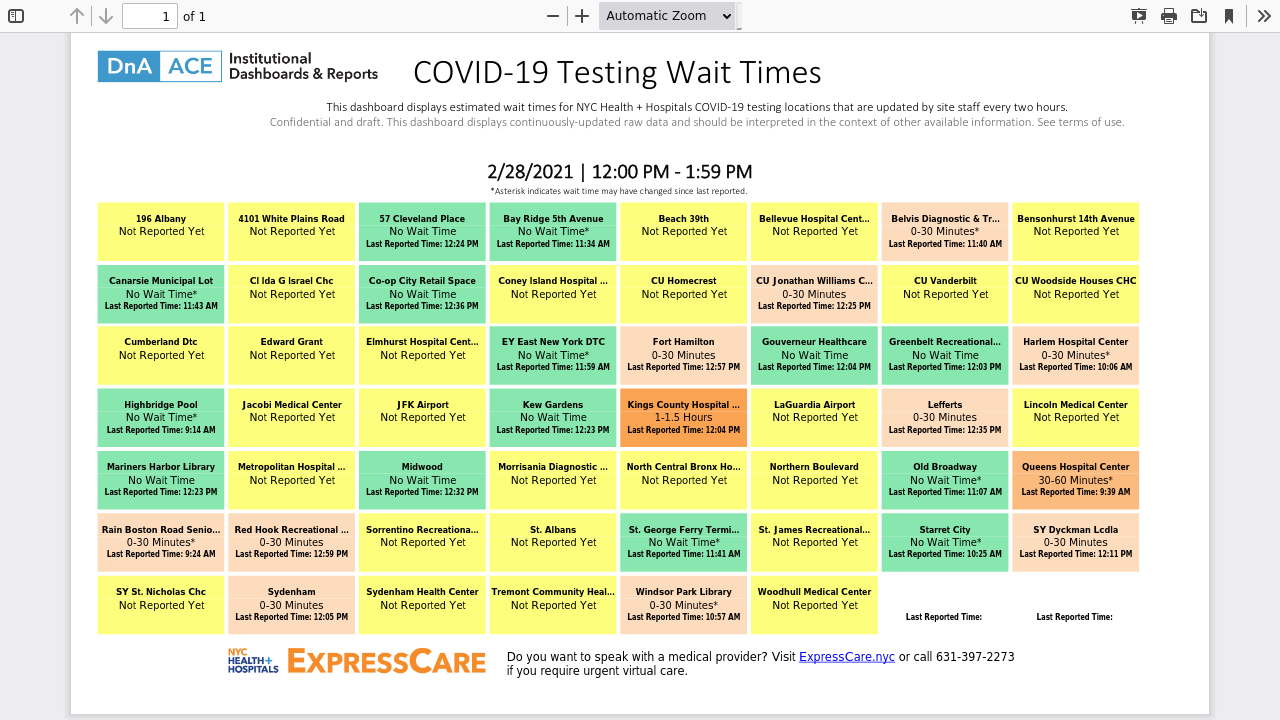 1 of 1
Automatic Zoom
DnA ACE Institutional
Dashboards & Reports
COVID-19 Testing Wait Times
This dashboard displays estimated wait times for NYC Health + Hospitals COVID-19 testing locations that are updated by site staff every two hours.
Confidential and draft. This dashboard displays continuously-updated raw data and should be interpreted in the context of other available information. See terms of use.
2/28/2021 | 12:00 PM - 1:59 PM
*Asterisk indicates wait time may have changed since last reported.
196 Albany
Not Reported Yet
4101 White Plains Road
Not Reported Yet
57 Cleveland Place
No Wait Time
Last Reported Time: 12:24 PM
Bay Ridge 5th Avenue
No Wait Time*
Last Reported Time: 11:34 AM
Beach 39th
Not Reported Yet
Bellevue Hospital Cent...
Not Reported Yet
Belvis Diagnostic & Tr...
0-30 Minutes*
Last Reported Time: 11:40 AM
Bensonhurst 14th Avenue
Not Reported Yet
Canarsie Municipal Lot
No Wait Time*
Last Reported Time: 11:43 AM
Cl Ida G Israel Chc
Not Reported Yet
Co-op City Retail Space
No Wait Time
Last Reported Time: 12:36 PM
Coney Island Hospital ...
Not Reported Yet
CU Homecrest
Not Reported Yet
CU Jonathan Williams C...
0-30 Minutes
Last Reported Time: 12:25 PM
CU Vanderbilt
Not Reported Yet
CU Woodside Houses CHC
Not Reported Yet
Cumberland Dtc
Not Reported Yet
Edward Grant
Not Reported Yet
Elmhurst Hospital Cent...
Not Reported Yet
EY East New York DTC
No Wait Time*
Last Reported Time: 11:59 AM
Fort Hamilton
0-30 Minutes
Last Reported Time: 12:57 PM
Gouverneur Healthcare
No Wait Time
Last Reported Time: 12:04 PM
Greenbelt Recreational...
No Wait Time
Last Reported Time: 12:03 PM
Harlem Hospital Center
0-30 Minutes*
Last Reported Time: 10:06 AM
Highbridge Pool
No Wait Time*
Last Reported Time: 9:14 AM
Jacobi Medical Center
Not Reported Yet
JFK Airport
Not Reported Yet
Kew Gardens
No Wait Time
Last Reported Time: 12:23 PM
Kings County Hospital ...
1-1.5 Hours
Last Reported Time: 12:04 PM
LaGuardia Airport
Not Reported Yet
Lefferts
0-30 Minutes
Last Reported Time: 12:35 PM
Lincoln Medical Center
Not Reported Yet
Mariners Harbor Library
No Wait Time
Last Reported Time: 12:23 PM
Metropolitan Hospital ...
Not Reported Yet
Midwood
No Wait Time
Last Reported Time: 12:32 PM
Morrisania Diagnostic ...
Not Reported Yet
North Central Bronx Ho...
Not Reported Yet
Northern Boulevard
Not Reported Yet
Old Broadway
No Wait Time*
Last Reported Time: 11:07 AM
Queens Hospital Center
30-60 Minutes*
Last Reported Time: 9:39 AM
Rain Boston Road Senio...
0-30 Minutes*
Last Reported Time: 9:24 AM
Red Hook Recreational ...
0-30 Minutes
Last Reported Time: 12:59 PM
Sorrentino Recreationa...
Not Reported Yet
St. Albans
Not Reported Yet
St. George Ferry Termi...
No Wait Time*
Last Reported Time: 11:41 AM
St. James Recreational...
Not Reported Yet
Starret City
No Wait Time*
Last Reported Time: 10:25 AM
SY Dyckman Lcdla
0-30 Minutes
Last Reported Time: 12:11 PM
SY St. Nicholas Chc
Not Reported Yet
Sydenham
0-30 Minutes
Last Reported Time: 12:05 PM
Sydenham Health Center
Not Reported Yet
Tremont Community Heal...
Not Reported Yet
Windsor Park Library
0-30 Minutes*
Last Reported Time: 10:57 AM
Woodhull Medical Center
Not Reported Yet
Last Reported Time:
Last Reported Time:
NYC
HEALTH+
HOSPITALS
EXPRESSCARE
Do you want to speak with a medical provider? Visit ExpressCare.nyc or call 631-397-2273
if you require urgent virtual care.